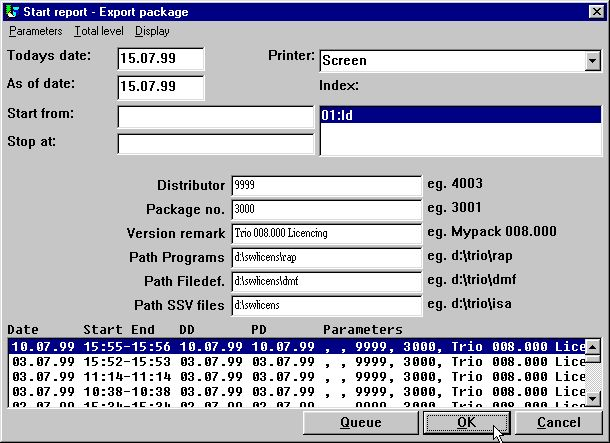 Start report - Export package
Parameters Total level Display
Todays date: 15.07.99 Printer: Screen
As of date: 15.07.99 Index:
Start from: 01:Id
Stop at:
Distributor 9999 eg. 4003
Package no. 3000 eg. 3001
Version remark Trio 008.000 Licencing eg. Mypack 008.000
Path Programs d:\swlicens\rap eg. d:\trio\rap
Path Filedef. d:\swlicens\dmf eg. d:\trio\dmf
Path SSV files d:\swlicens eg. d:\trio\isa
Date Start End DD PD Parameters
10.07.99 15:55-15:56 10.07.99 10.07.99 , , 9999, 3000, Trio 008.000 Lice
03.07.99 15:52-15:53 03.07.99 03.07.99 , , 9999, 3000, Trio 008.000 Lice
03.07.99 11:14-11:14 03.07.99 03.07.99 , , 9999, 3000, Trio 008.000 Lice
03.07.99 10:38-10:38 03.07.99 03.07.99 , , 9999, 3000, Trio 008.000 Lice
Queue OK Cancel